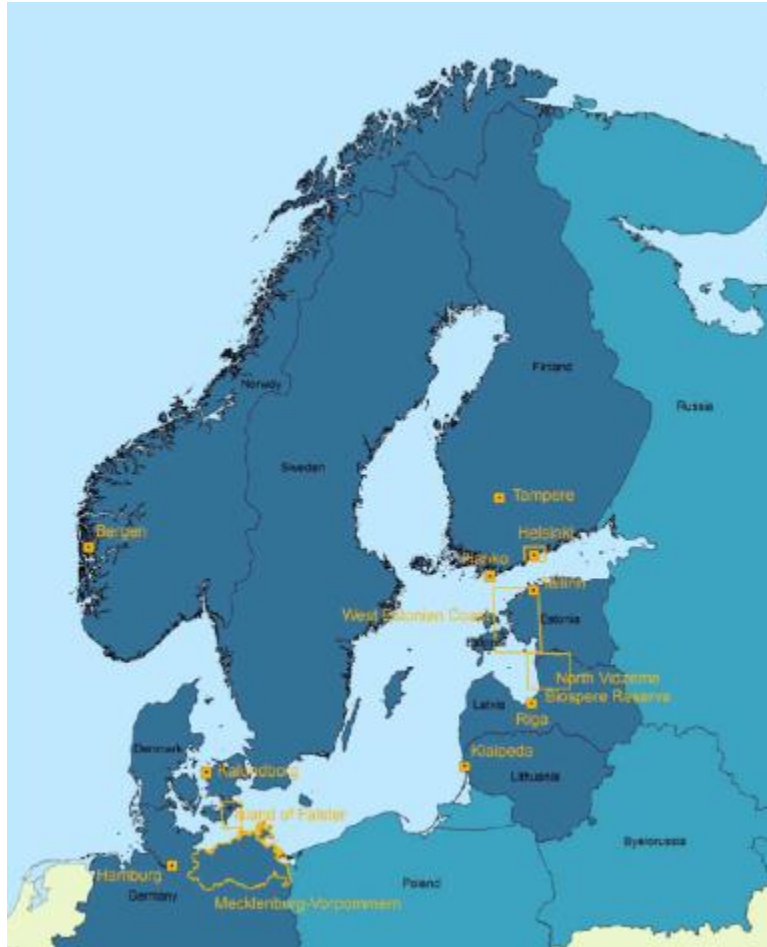 Finland
Norway
Russia
Sweden
Tampere
Bergen
Helsinki
Hanko
Tallinn
West Estonian Coast
Estonia
North Vidzeme
Biospere Reserve
Latvia
Riga
Denmark
Kalundborg
Klaipeda
Lithuania
Island of Falster
Byelorussia
Hamburg
Poland
Germany
Mecklenburg-Vorpommern